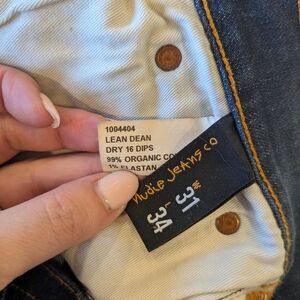 1004404
LEAN DEAN
DRY 16 DIPS
99% ORGANIC CO
1% ELASTAN
nudie jeans co
W 31
L 34